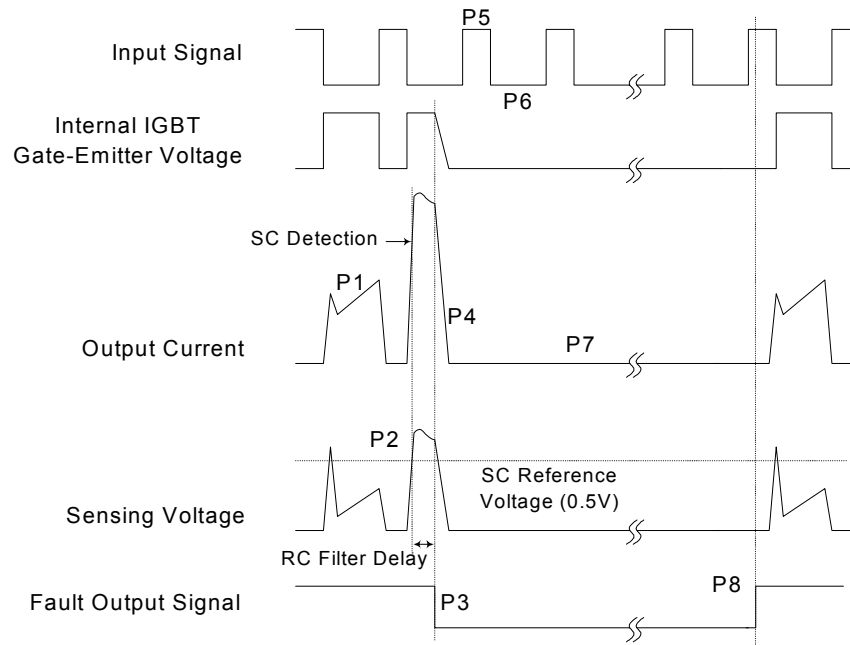 P5
Input Signal
P6
Internal IGBT
Gate-Emitter Voltage
SC Detection
P1
P4
Output Current
P7
P2
SC Reference
Voltage (0.5V)
Sensing Voltage
RC Filter Delay
P8
Fault Output Signal
P3